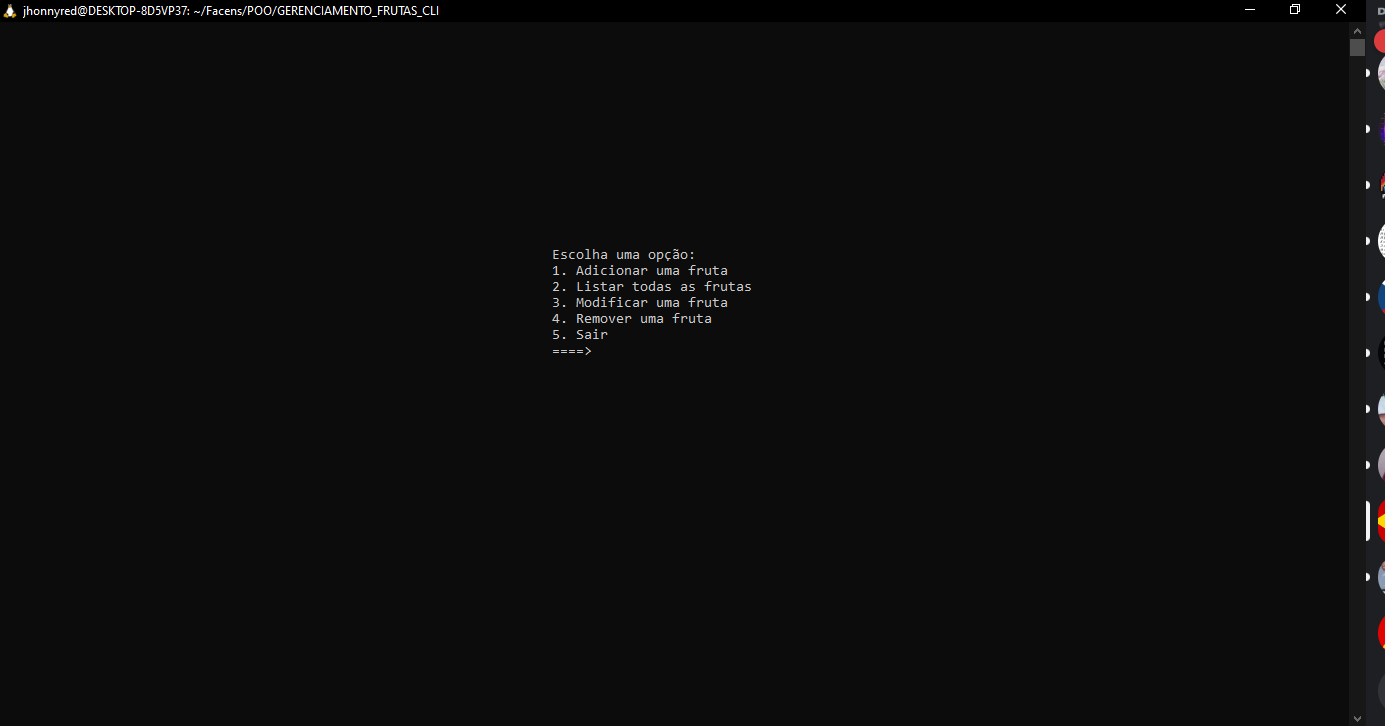 jhonnyred@DESKTOP-8D5VP37: ~/Facens/POO/GERENCIAMENTO_FRUTAS_CLI
Escolha uma opção:
1. Adicionar uma fruta
2. Listar todas as frutas
3. Modificar uma fruta
4. Remover uma fruta
5. Sair
====>